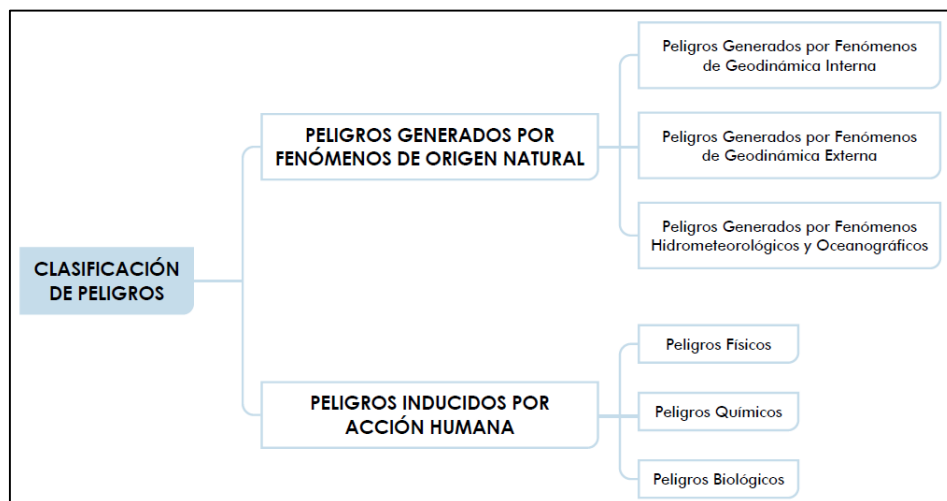 CLASIFICACIÓN
DE PELIGROS
PELIGROS GENERADOS POR
FENÓMENOS DE ORIGEN NATURAL
Peligros Generados por Fenómenos
de Geodinámica Interna
Peligros Generados por Fenómenos
de Geodinámica Externa
Peligros Generados por Fenómenos
Hidrometeorológicos y Oceanográficos
PELIGROS INDUCIDOS POR
ACCIÓN HUMANA
Peligros Físicos
Peligros Químicos
Peligros Biológicos